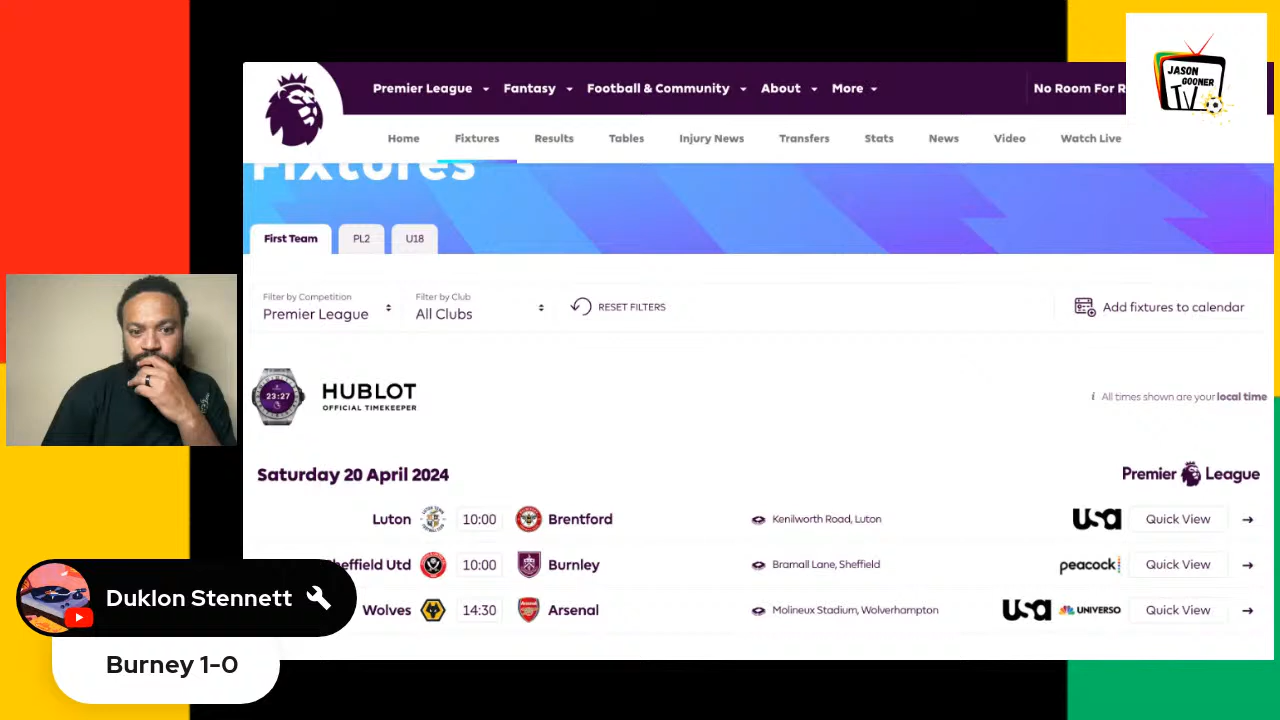 JASON
GOONER
TV
Premier League Fantasy Football & Community About More No Room For R
Home Fixtures Results Tables Injury News Transfers Stats News Video Watch Live
Fixtures
First Team PL2 U18
Filter by Competition
Premier League
Filter by Club
All Clubs
RESET FILTERS
Add fixtures to calendar
23:27
HUBLOT
OFFICIAL TIMEKEEPER
i All times shown are your local time
Saturday 20 April 2024
Premier League
Luton 10:00 Brentford Kenilworth Road, Luton usa Quick View →
heffield Utd 10:00 Burnley Bramall Lane, Sheffield peacock Quick View →
Wolves 14:30 Arsenal Molineux Stadium, Wolverhampton usa UNIVERSO Quick View →
Duklon Stennett
Burney 1-0